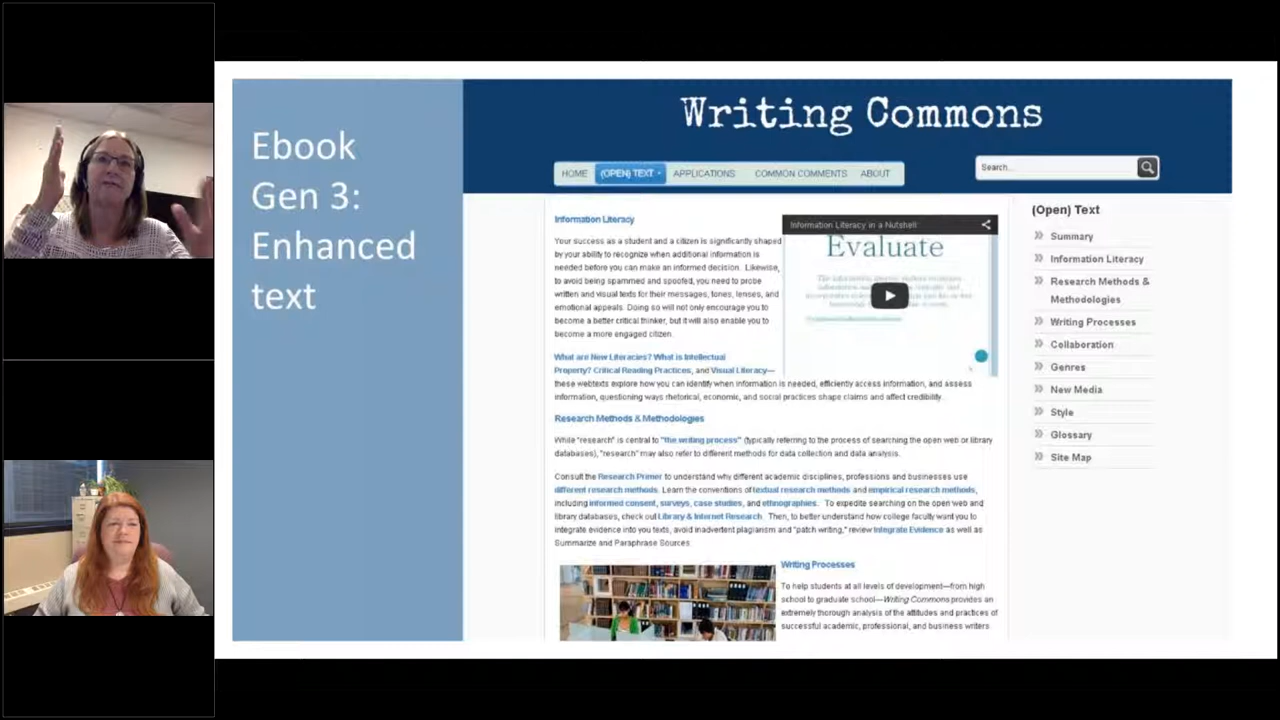 Ebook
Gen 3:
Enhanced
text
Writing Commons
HOME (OPEN) TEXT APPLICATIONS COMMON COMMENTS ABOUT
Search...
Information Literacy
Your success as a student and a citizen is significantly shaped
by your ability to recognize when additional information is
needed before you can make an informed decision. Likewise,
to avoid being spammed and spoofed, you need to probe
written and visual texts for their messages, tones, lenses, and
emotional appeals. Doing so will not only encourage you to
become a better critical thinker, but it will also enable you to
become a more engaged citizen.
Information Literacy in a Nutshell
Evaluate
What are New Literacies? What is Intellectual
Property? Critical Reading Practices, and Visual Literacy—
these webtexts explore how you can identify when information is needed, efficiently access information, and assess
information, questioning ways rhetorical, economic, and social practices shape claims and affect credibility.
Research Methods & Methodologies
While "research" is central to "the writing process" (typically referring to the process of searching the open web or library
databases), "research" may also refer to different methods for data collection and data analysis.
Consult the Research Primer to understand why different academic disciplines, professions and businesses use
different research methods. Learn the conventions of textual research methods and empirical research methods,
including informed consent, surveys, case studies, and ethnographies. To expedite searching on the open web and
library databases, check out Library & Internet Research. Then, to better understand how college faculty want you to
integrate evidence into you texts, avoid inadvertent plagiarism and "patch writing," review Integrate Evidence as well as
Summarize and Paraphrase Sources.
Writing Processes
To help students at all levels of development—from high
school to graduate school—Writing Commons provides an
extremely thorough analysis of the attitudes and practices of
successful academic, professional, and business writers.
(Open) Text
Summary
Information Literacy
Research Methods &
Methodologies
Writing Processes
Collaboration
Genres
New Media
Style
Glossary
Site Map